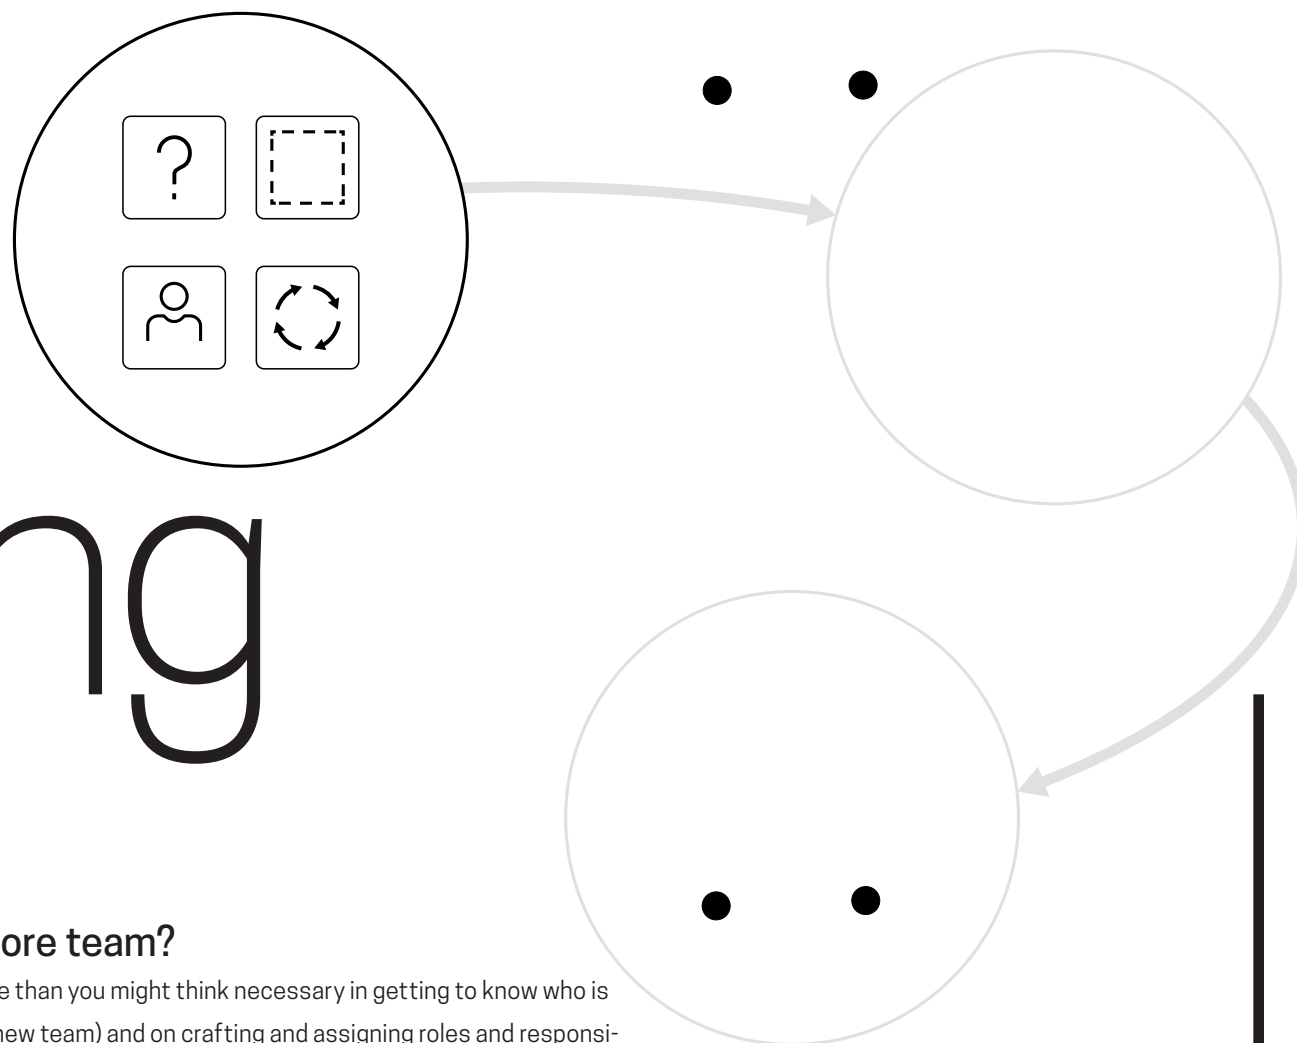 ?
ng
ore team?
e than you might think necessary in getting to know who is
new team) and on crafting and assigning roles and responsi-